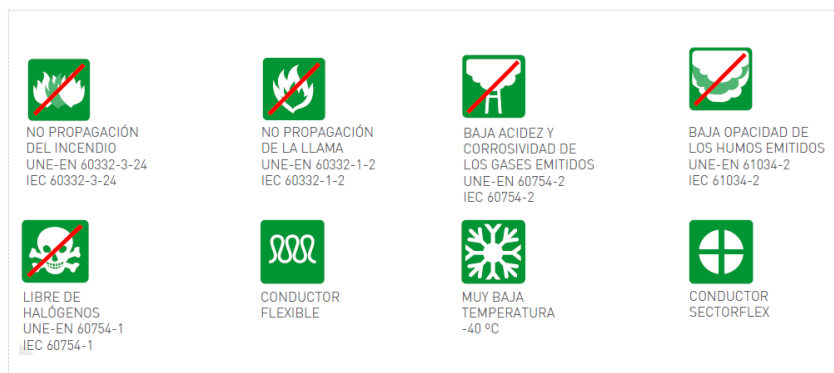 NO PROPAGACIÓN
DEL INCENDIO
UNE-EN 60332-3-24
IEC 60332-3-24
NO PROPAGACIÓN
DE LA LLAMA
UNE-EN 60332-1-2
IEC 60332-1-2
BAJA ACIDEZ Y
CORROSIVIDAD DE
LOS GASES EMITIDOS
UNE-EN 60754-2
IEC 60754-2
BAJA OPACIDAD DE
LOS HUMOS EMITIDOS
UNE-EN 61034-2
IEC 61034-2
LIBRE DE
HALÓGENOS
UNE-EN 60754-1
IEC 60754-1
CONDUCTOR
FLEXIBLE
MUY BAJA
TEMPERATURA
-40 ºC
CONDUCTOR
SECTORFLEX